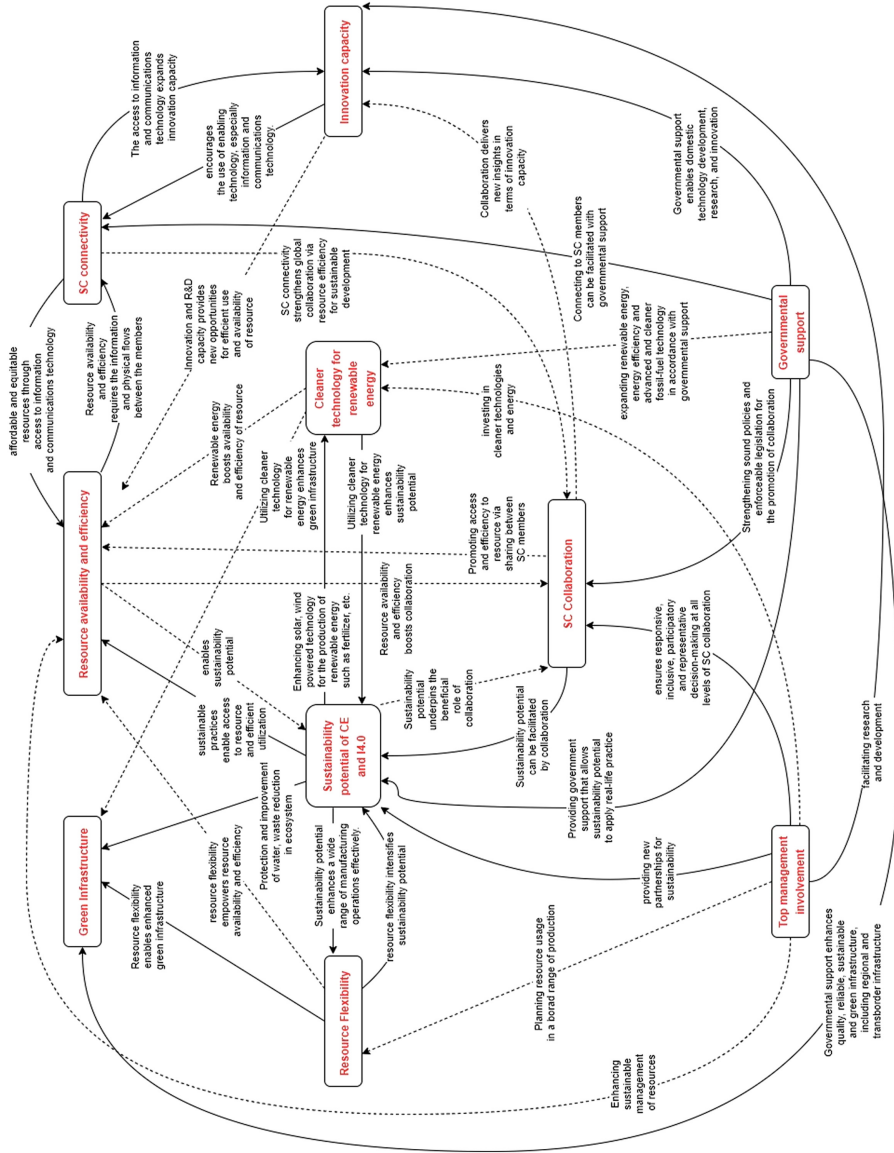 affordable and equitable
resources through
access to information
and communications technology
Resource availability
and efficiency
requires the information
and physical flows
between the members
The access to information
and communications
technology expands
innovation capacity
Green Infrastructure
Resource availability and efficiency
SC connectivity
encourages
the use of enabling
technology, especially
information and
communications
technology.
Resource flexibility
enables enhanced
green infrastructure
resource flexibility
empowers resource
availability and efficiency
Protection and improvement
of water, waste reduction
in ecosystem
sustainable
practices
enable access
to resource
and efficient
utilization
enables
sustainability
potential
Renewable energy
boosts availability
and efficiency of resource
Utilizing cleaner
technology
for renewable
energy enhances
green infrastructure
Innovation and R&D
capacity provides
new opportunities
for efficient use
and availability
of resource
SC connectivity
strengthens global
collaboration via
resource efficiency
for sustainable
development
Resource Flexibility
Sustainability potential
enhances a wide
range of manufacturing
operations effectively.
resource flexibility intensifies
sustainability potential
Sustainability
potential of CE
and I4.0
Enhancing solar, wind
powered technology
for the production of
renewable energy
such as fertilizer, etc.
Utilizing cleaner
technology for
renewable energy
enhances
sustainability
potential
Cleaner
technology for
renewable
energy
Innovation capacity
Resource availability
and efficiency
boosts collaboration
Promoting access
and efficiency to
resource via
sharing between
SC members
investing in
cleaner technologies
and energy
Collaboration delivers
new insights in
terms of innovation
capacity
Sustainability
potential
underpins the
beneficial
role of
collaboration
Sustainability potential
can be facilitated
by collaboration
SC Collaboration
Connecting to SC members
can be facilitated with
governmental support
Planning resource usage
in a borad range of production
Providing government
support that allows
sustainability potential
to apply real-life practice
expanding renewable energy,
energy efficiency and
advanced and cleaner
fossil-fuel technology
in accordance with
governmental support
Governmental support
enables domestic
technology development,
research, and innovation
Enhancing
sustainable
management
of resources
providing new
partnerships for
sustainability
ensures responsive,
inclusive, participatory
and representative
decision-making at all
levels of SC collaboration
Strengthening sound policies and
enforceable legislation for
the promotion of collaboration
Top management
involvement
Governmental
support
Governmental support enhances
quality, reliable, sustainable
and green infrastructure,
including regional and
transborder infrastructure
facilitating research
and development